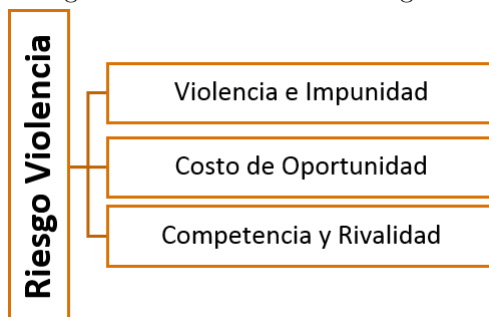 Riesgo Violencia
Violencia e Impunidad
Costo de Oportunidad
Competencia y Rivalidad